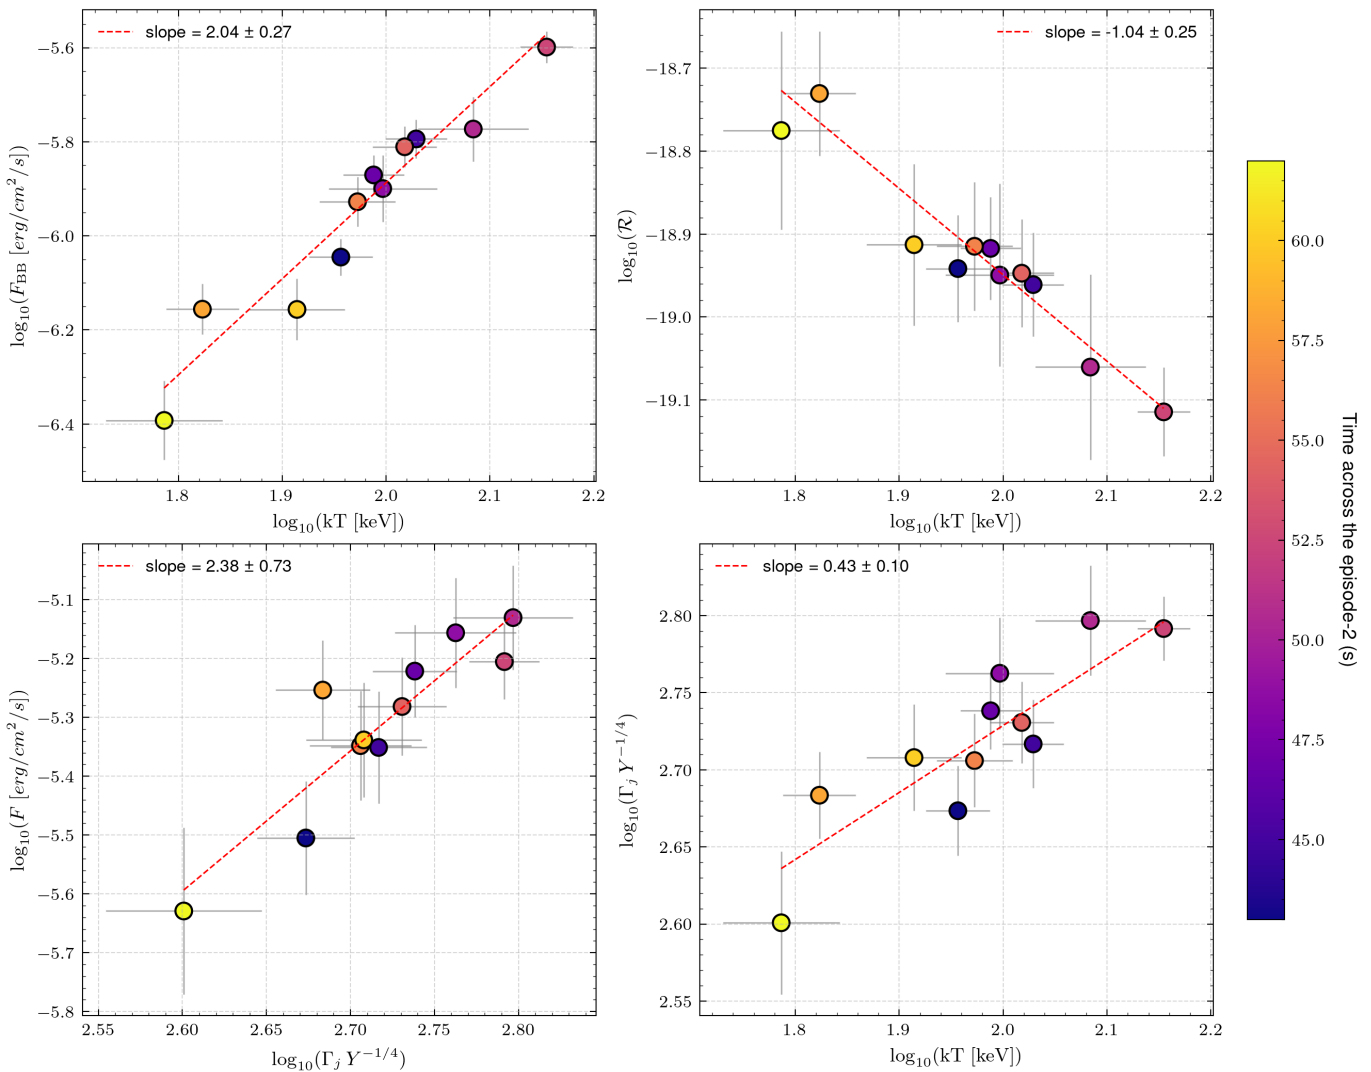 slope = 2.04 ± 0.27
−5.6
−5.8
−6.0
−6.2
−6.4
log₁₀(F_BB [erg/cm²/s])
1.8 1.9 2.0 2.1 2.2
log₁₀(kT [keV])
slope = -1.04 ± 0.25
−18.7
−18.8
−18.9
−19.0
−19.1
log₁₀(ℛ)
1.8 1.9 2.0 2.1 2.2
log₁₀(kT [keV])
slope = 2.38 ± 0.73
−5.1
−5.2
−5.3
−5.4
−5.5
−5.6
−5.7
−5.8
log₁₀(F [erg/cm²/s])
2.55 2.60 2.65 2.70 2.75 2.80
log₁₀(Γⱼ Y^−1/4)
slope = 0.43 ± 0.10
2.80
2.75
2.70
2.65
2.60
2.55
log₁₀(Γⱼ Y^−1/4)
1.8 1.9 2.0 2.1 2.2
log₁₀(kT [keV])
60.0
57.5
55.0
52.5
50.0
47.5
45.0
Time across the episode-2 (s)